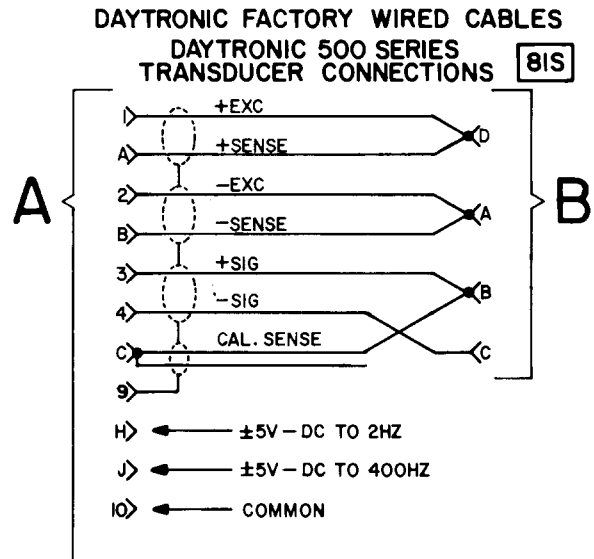 DAYTRONIC FACTORY WIRED CABLES
DAYTRONIC 500 SERIES
TRANSDUCER CONNECTIONS 81S
A
B
1 +EXC
D
A +SENSE
2 -EXC
A
B -SENSE
3 +SIG
B
4 -SIG
C CAL. SENSE
C
9
H ±5V-DC TO 2HZ
J ±5V-DC TO 400HZ
10 COMMON